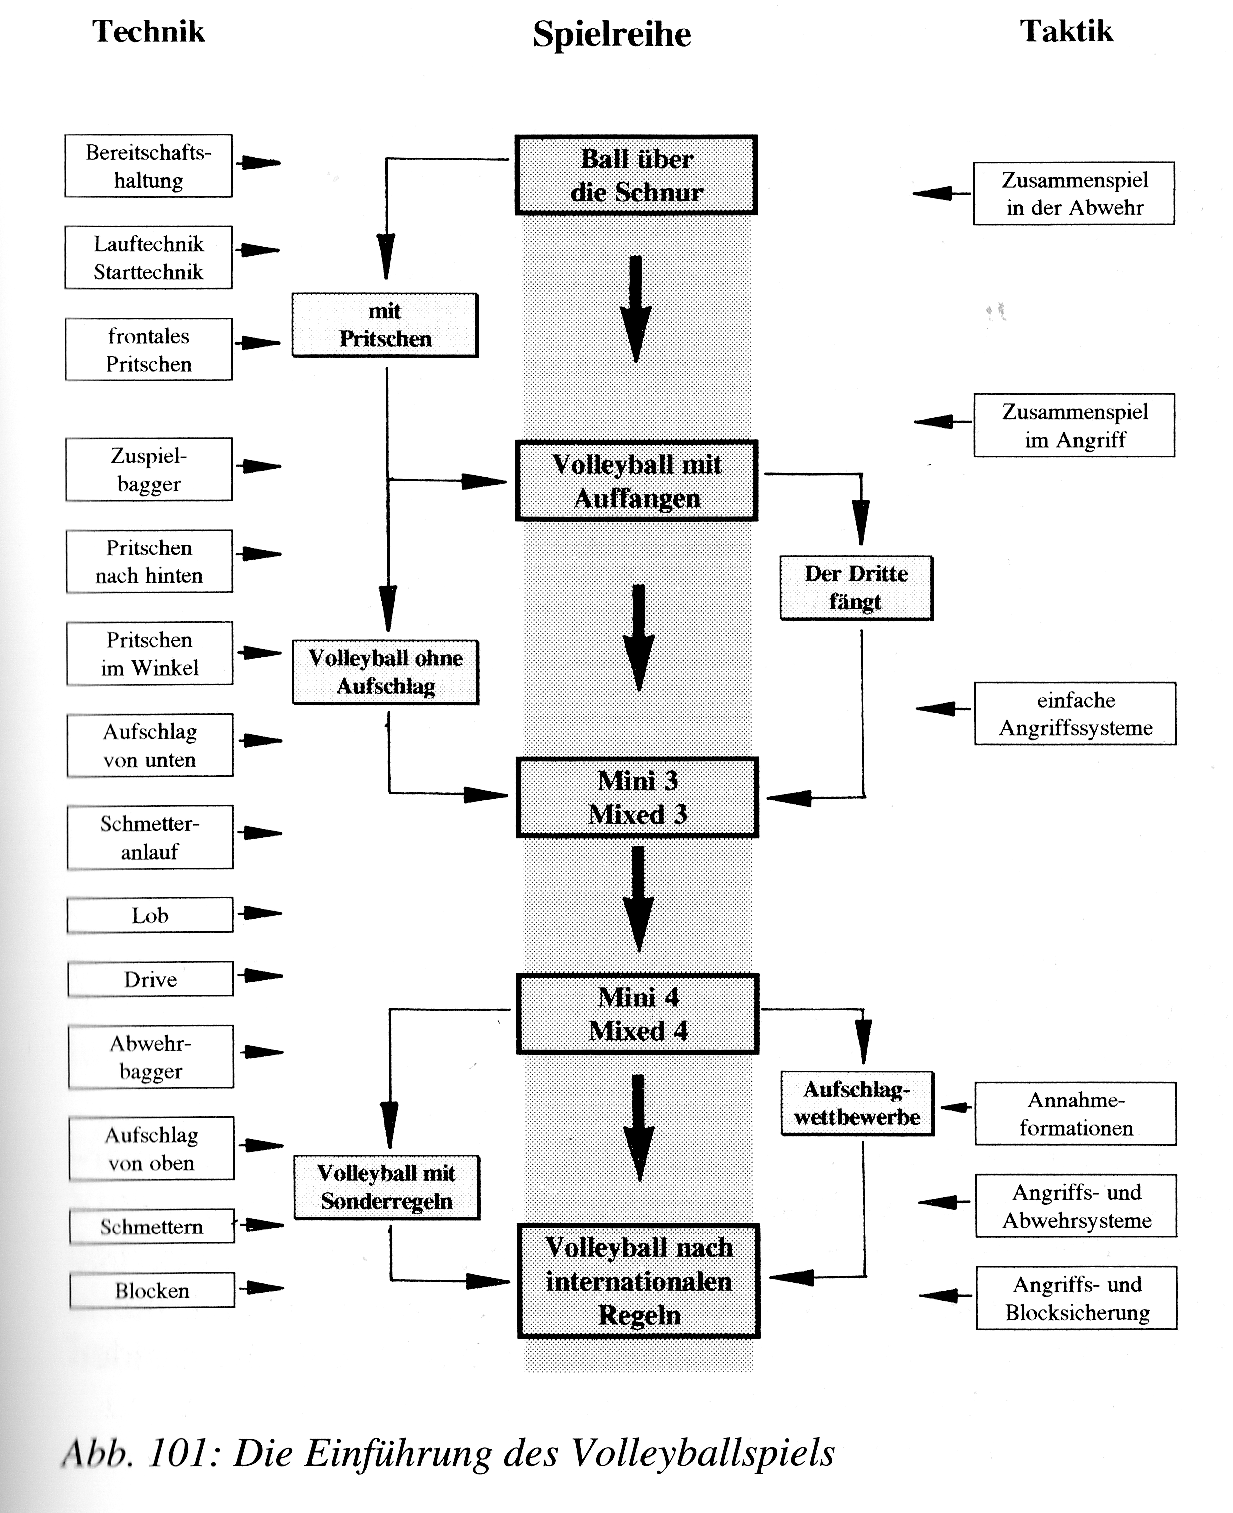 Technik
Spielreihe
Taktik
Bereitschafts-
haltung
Lauftechnik
Starttechnik
frontales
Pritschen
Zuspiel-
bagger
Pritschen
nach hinten
Pritschen
im Winkel
Aufschlag
von unten
Schmetter-
anlauf
Lob
Drive
Abwehr-
bagger
Aufschlag
von oben
Schmettern
Blocken
Ball über
die Schnur
mit
Pritschen
Volleyball mit
Auffangen
Der Dritte
fängt
Volleyball ohne
Aufschlag
Mini 3
Mixed 3
Mini 4
Mixed 4
Aufschlag-
wettbewerbe
Volleyball mit
Sonderregeln
Volleyball nach
internationalen
Regeln
Zusammenspiel
in der Abwehr
Zusammenspiel
im Angriff
einfache
Angriffssysteme
Annahme-
formationen
Angriffs- und
Abwehrsysteme
Angriffs- und
Blocksicherung
Abb. 101: Die Einführung des Volleyballspiels